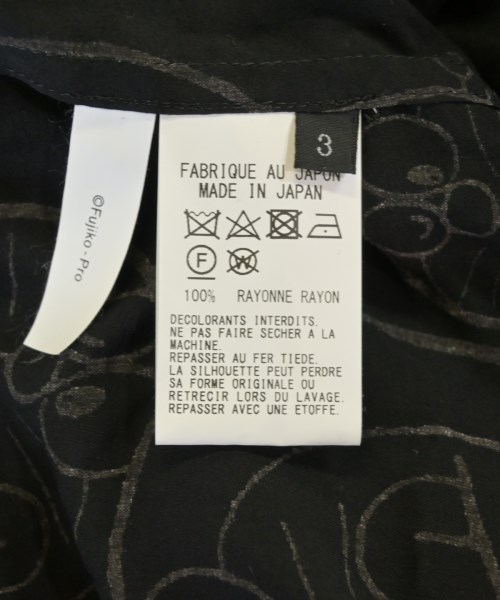 3
FABRIQUE AU JAPON
MADE IN JAPAN
F W
100% RAYONNE RAYON
DECOLORANTS INTERDITS.
NE PAS FAIRE SECHER A LA
MACHINE.
REPASSER AU FER TIEDE.
LA SILHOUETTE PEUT PERDRE
SA FORME ORIGINALE OU
RETRECIR LORS DU LAVAGE.
REPASSER AVEC UNE ETOFFE.
©Fujiko-Pro